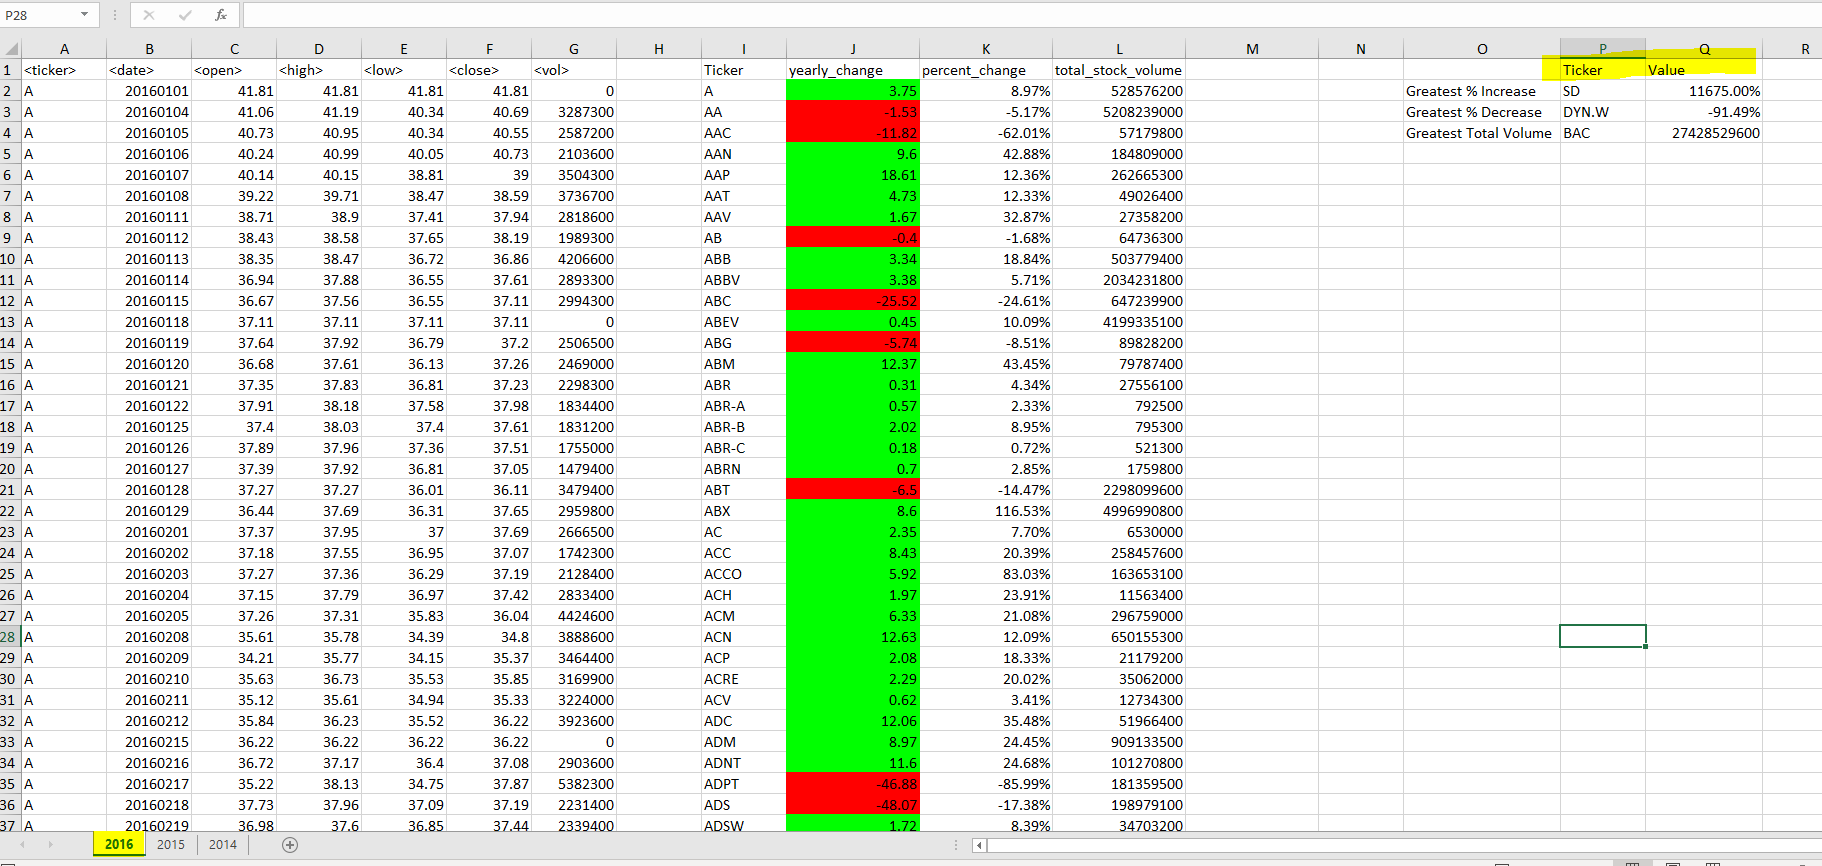 P28 fx
A B C D E F G H I J K L M N O P Q R
1 <ticker> <date> <open> <high> <low> <close> <vol> Ticker yearly_change percent_change total_stock_volume Ticker Value
2 A 20160101 41.81 41.81 41.81 41.81 0 A 3.75 8.97% 528576200 Greatest % Increase SD 11675.00%
3 A 20160104 41.06 41.19 40.34 40.69 3287300 AA -1.53 -5.17% 5208239000 Greatest % Decrease DYN.W -91.49%
4 A 20160105 40.73 40.95 40.34 40.55 2587200 AAC -11.82 -62.01% 57179800 Greatest Total Volume BAC 27428529600
5 A 20160106 40.24 40.99 40.05 40.73 2103600 AAN 9.6 42.88% 184809000
6 A 20160107 40.14 40.15 38.81 39 3504300 AAP 18.61 12.36% 262665300
7 A 20160108 39.22 39.71 38.47 38.59 3736700 AAT 4.73 12.33% 49026400
8 A 20160111 38.71 38.9 37.41 37.94 2818600 AAV 1.67 32.87% 27358200
9 A 20160112 38.43 38.58 37.65 38.19 1989300 AB -0.4 -1.68% 64736300
10 A 20160113 38.35 38.47 36.72 36.86 4206600 ABB 3.34 18.84% 503779400
11 A 20160114 36.94 37.88 36.55 37.61 2893300 ABBV 3.38 5.71% 2034231800
12 A 20160115 36.67 37.56 36.55 37.11 2994300 ABC -25.52 -24.61% 647239900
13 A 20160118 37.11 37.11 37.11 37.11 0 ABEV 0.45 10.09% 4199335100
14 A 20160119 37.64 37.92 36.79 37.2 2506500 ABG -5.74 -8.51% 89828200
15 A 20160120 36.68 37.61 36.13 37.26 2469000 ABM 12.37 43.45% 79787400
16 A 20160121 37.35 37.83 36.81 37.23 2298300 ABR 0.31 4.34% 27556100
17 A 20160122 37.91 38.18 37.58 37.98 1834400 ABR-A 0.57 2.33% 792500
18 A 20160125 37.4 38.03 37.4 37.61 1831200 ABR-B 2.02 8.95% 795300
19 A 20160126 37.89 37.96 37.36 37.51 1755000 ABR-C 0.18 0.72% 521300
20 A 20160127 37.39 37.92 36.81 37.05 1479400 ABRN 0.7 2.85% 1759800
21 A 20160128 37.27 37.27 36.01 36.11 3479400 ABT -6.5 -14.47% 2298099600
22 A 20160129 36.44 37.69 36.31 37.65 2959800 ABX 8.6 116.53% 4996990800
23 A 20160201 37.37 37.95 37 37.69 2666500 AC 2.35 7.70% 6530000
24 A 20160202 37.18 37.55 36.95 37.07 1742300 ACC 8.43 20.39% 258457600
25 A 20160203 37.27 37.36 36.29 37.19 2128400 ACCO 5.92 83.03% 163653100
26 A 20160204 37.15 37.79 36.97 37.42 2833400 ACH 1.97 23.91% 11563400
27 A 20160205 37.26 37.31 35.83 36.04 4424600 ACM 6.33 21.08% 296759000
28 A 20160208 35.61 35.78 34.39 34.8 3888600 ACN 12.63 12.09% 650155300
29 A 20160209 34.21 35.77 34.15 35.37 3464400 ACP 2.08 18.33% 21179200
30 A 20160210 35.63 36.73 35.53 35.85 3169900 ACRE 2.29 20.02% 35062000
31 A 20160211 35.12 35.61 34.94 35.33 3224000 ACV 0.62 3.41% 12734300
32 A 20160212 35.84 36.23 35.52 36.22 3923600 ADC 12.06 35.48% 51966400
33 A 20160215 36.22 36.22 36.22 36.22 0 ADM 8.97 24.45% 909133500
34 A 20160216 36.72 37.17 36.4 37.08 2903600 ADNT 11.6 24.68% 101270800
35 A 20160217 35.22 38.13 34.75 37.87 5382300 ADPT -46.88 -85.99% 181359500
36 A 20160218 37.73 37.96 37.09 37.19 2231400 ADS -48.07 -17.38% 198979100
37 A 20160219 36.98 37.6 36.85 37.44 2339400 ADSW 1.72 8.39% 34703200
2016 2015 2014